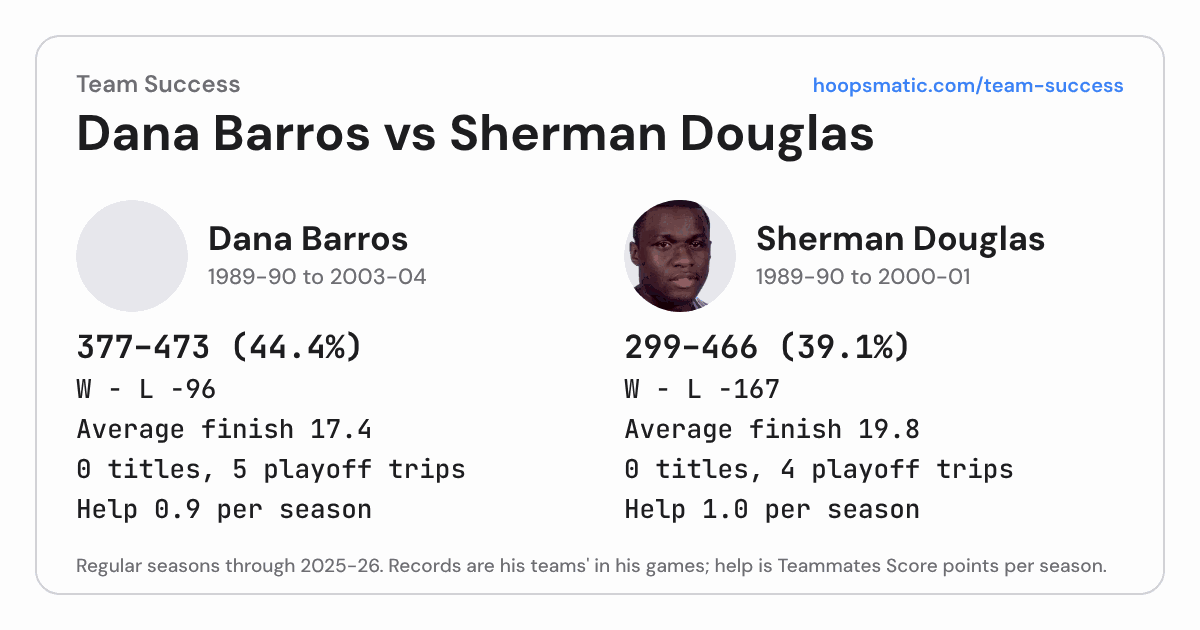 Team Success
hoopsmatic.com/team-success
Dana Barros vs Sherman Douglas
Dana Barros
1989-90 to 2003-04
377-473 (44.4%)
W - L -96
Average finish 17.4
0 titles, 5 playoff trips
Help 0.9 per season
Sherman Douglas
1989-90 to 2000-01
299-466 (39.1%)
W - L -167
Average finish 19.8
0 titles, 4 playoff trips
Help 1.0 per season
Regular seasons through 2025-26. Records are his teams' in his games; help is Teammates Score points per season.